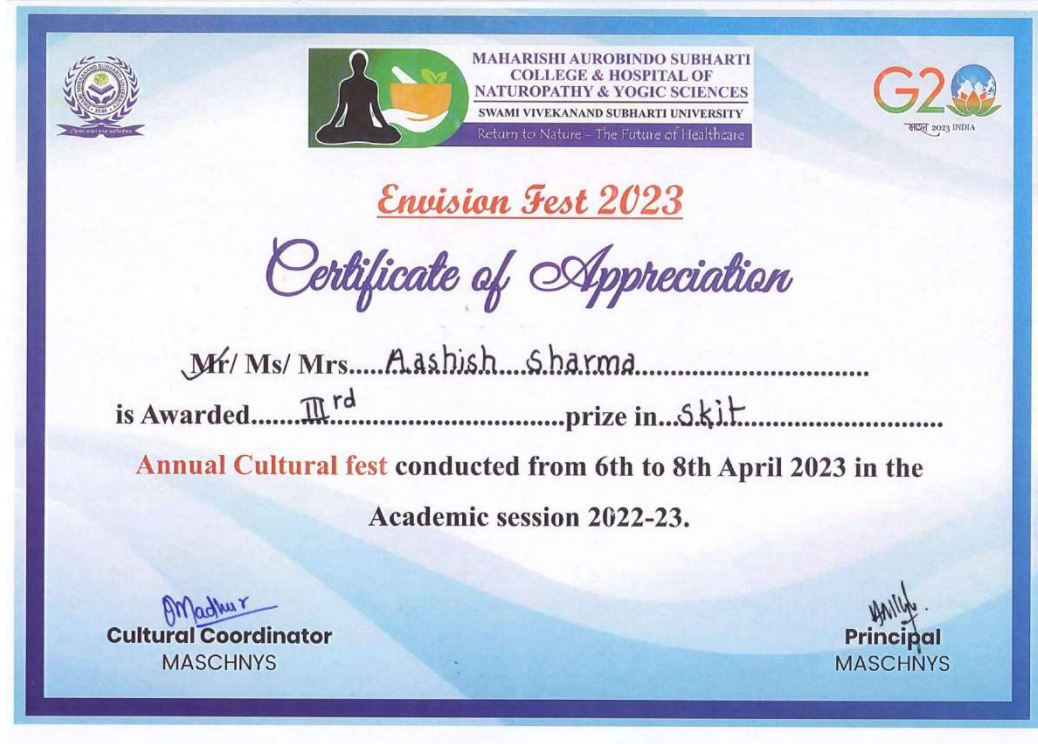 MAHARISHI AUROBINDO SUBHARTI
COLLEGE & HOSPITAL OF
NATUROPATHY & YOGIC SCIENCES
SWAMI VIVEKANAND SUBHARTI UNIVERSITY
Return to Nature – The Future of Healthcare
G20
भारत 2023 INDIA
Envision Fest 2023
Certificate of Appreciation
Mr/ Ms/ Mrs.....Aashish Sharma
is Awarded.......IIIrd.......prize in...Skit.......
Annual Cultural fest conducted from 6th to 8th April 2023 in the
Academic session 2022-23.
Madhur
Cultural Coordinator
MASCHNYS
Principal
MASCHNYS